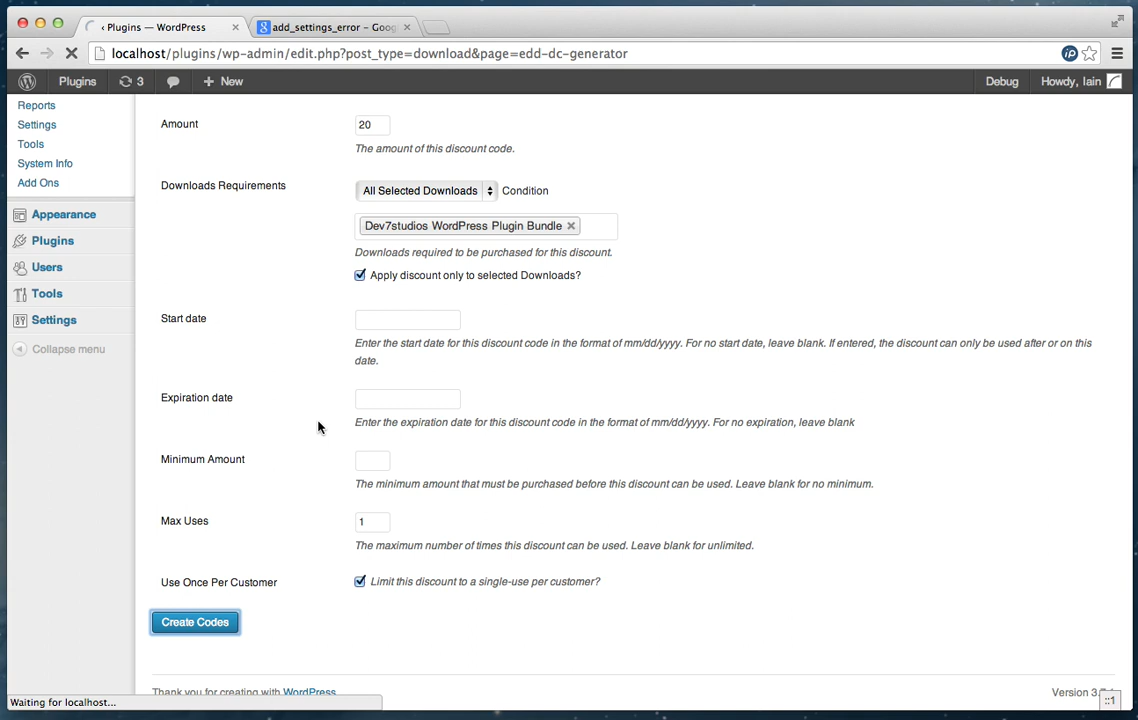 ‹ Plugins — WordPress
add_settings_error – Goog
localhost/plugins/wp-admin/edit.php?post_type=download&page=edd-dc-generator
Plugins 3 + New Debug Howdy, Iain
Reports
Settings
Tools
System Info
Add Ons
Appearance
Plugins
Users
Tools
Settings
Collapse menu
Amount 20
The amount of this discount code.
Downloads Requirements All Selected Downloads Condition
Dev7studios WordPress Plugin Bundle
Downloads required to be purchased for this discount.
Apply discount only to selected Downloads?
Start date
Enter the start date for this discount code in the format of mm/dd/yyyy. For no start date, leave blank. If entered, the discount can only be used after or on this
date.
Expiration date
Enter the expiration date for this discount code in the format of mm/dd/yyyy. For no expiration, leave blank
Minimum Amount
The minimum amount that must be purchased before this discount can be used. Leave blank for no minimum.
Max Uses 1
The maximum number of times this discount can be used. Leave blank for unlimited.
Use Once Per Customer Limit this discount to a single-use per customer?
Create Codes
Thank you for creating with WordPress
Version
Waiting for localhost...
::1